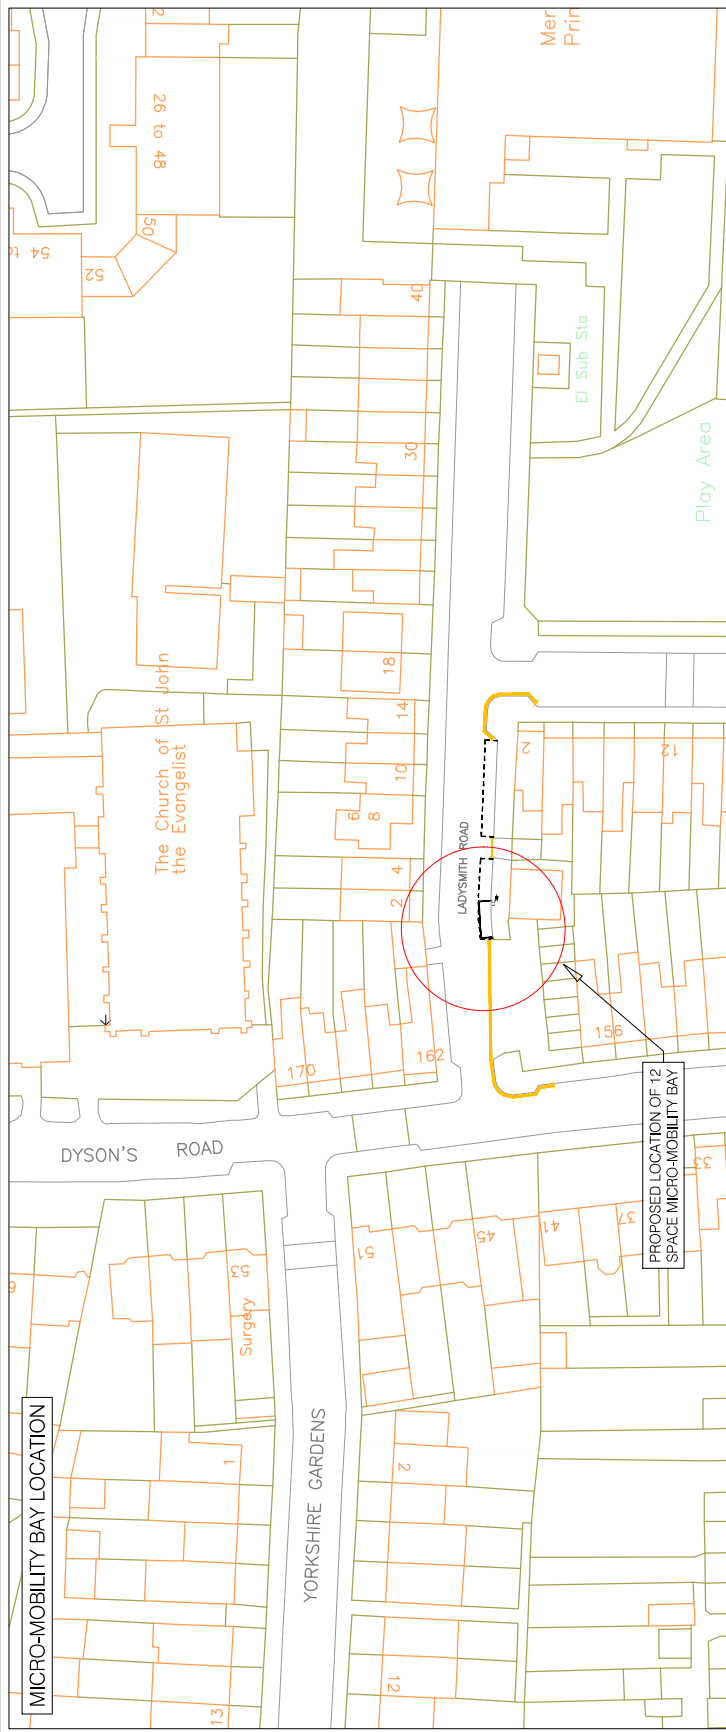 MICRO-MOBILITY BAY LOCATION
26 to 48
50
52
54 to
40
30
18
14
10
6
8
4
2
The Church of St John
the Evangelist
170
162
DYSON'S ROAD
LADYSMITH ROAD
El Sub Sta
Play Area
2
12
156
PROPOSED LOCATION OF 12
SPACE MICRO-MOBILITY BAY
33
37
41
45
51
53
Surgery
YORKSHIRE GARDENS
1
13
2
12